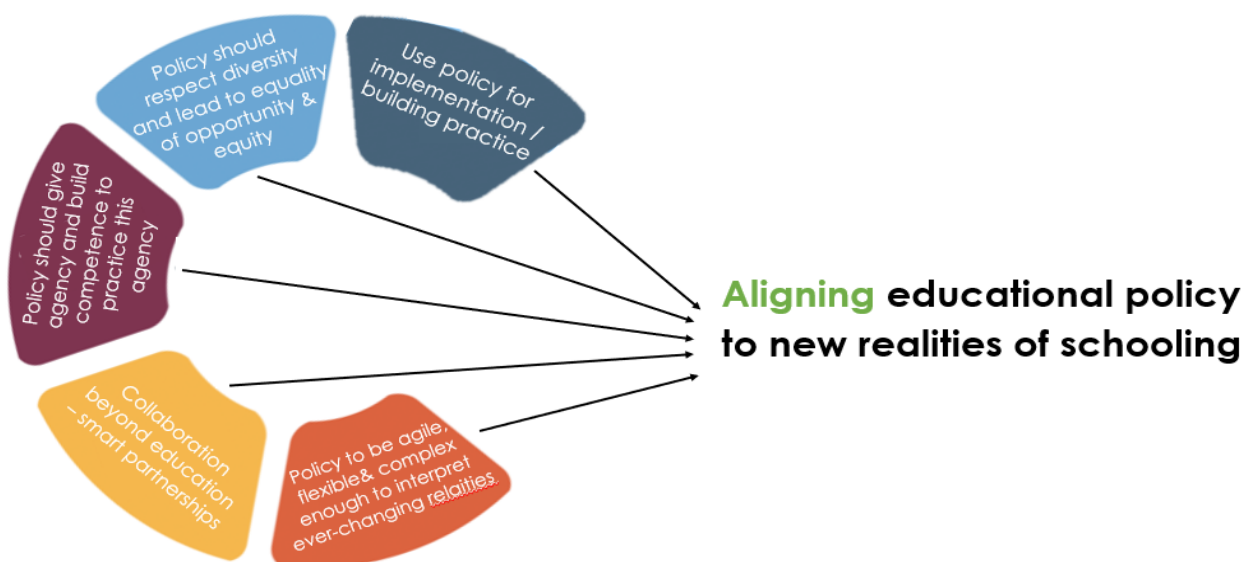 Policy should
respect diversity
and lead to equality
of opportunity &
equity
Use policy for
implementation /
building practice
Policy should give
agency and build
competence to
practice this
agency
Collaboration
beyond education
– smart partnerships
Policy to be agile,
flexible& complex
enough to interpret
ever-changing relaities.
Aligning educational policy
to new realities of schooling